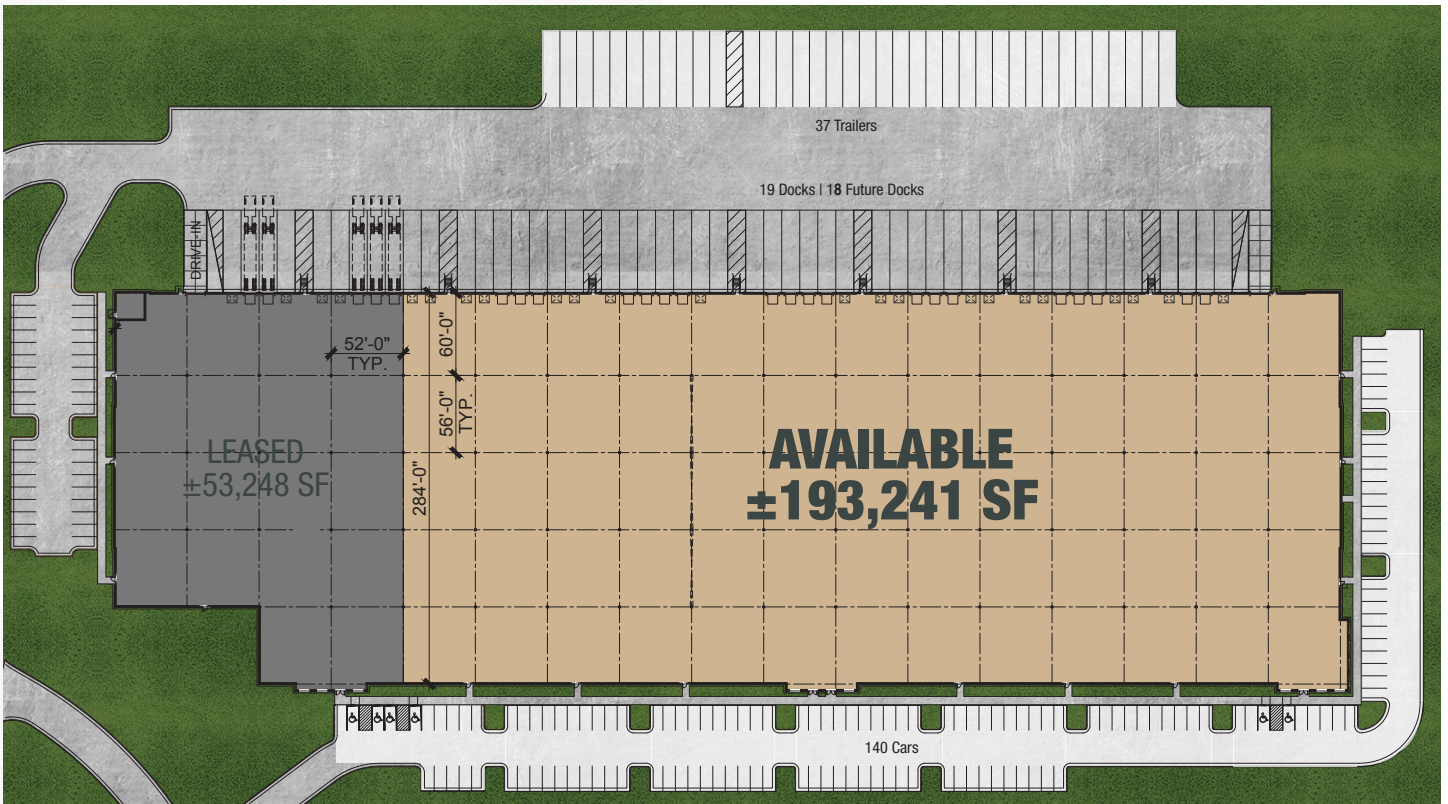 37 Trailers
19 Docks | 18 Future Docks
DRIVE-IN
52'-0"
TYP.
60'-0"
56'-0"
TYP.
284'-0"
LEASED
±53,248 SF
AVAILABLE
±193,241 SF
140 Cars